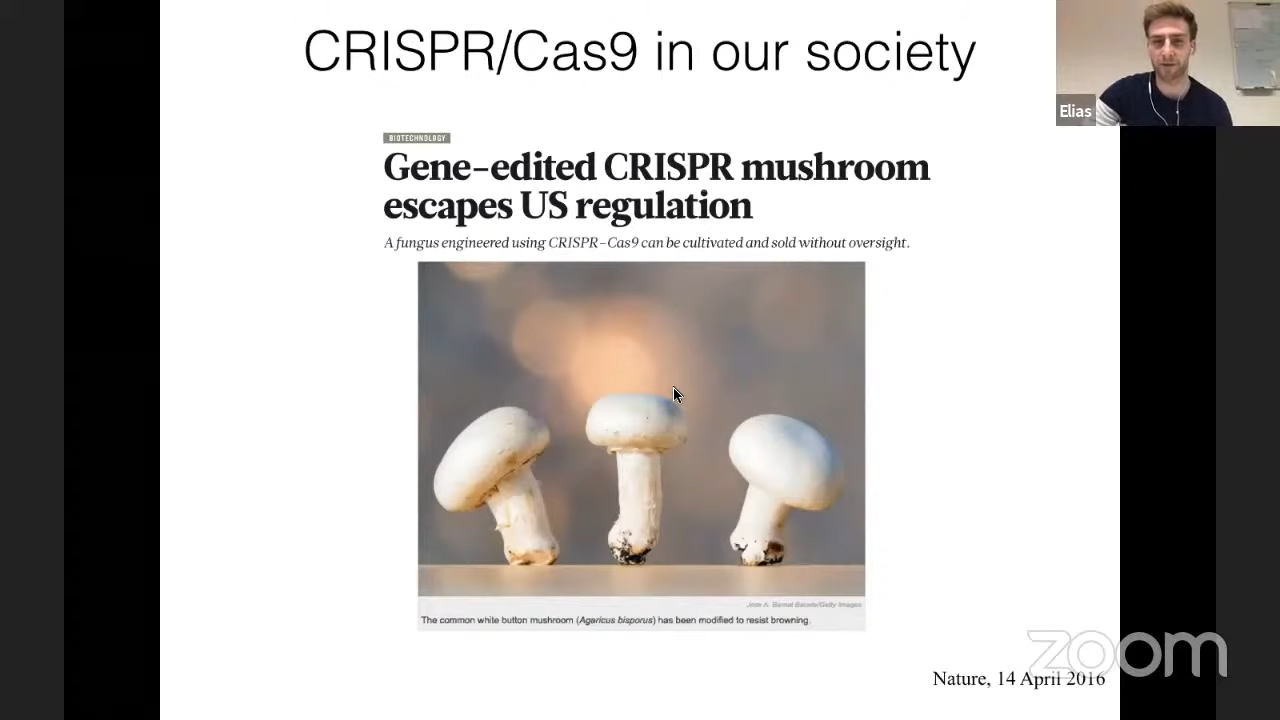 CRISPR/Cas9 in our society
Elias
BIOTECHNOLOGY
Gene-edited CRISPR mushroom
escapes US regulation
A fungus engineered using CRISPR–Cas9 can be cultivated and sold without oversight.
Getty Images
The common white button mushroom (Agaricus bisporus) has been modified to resist browning.
zoom
Nature, 14 April 2016